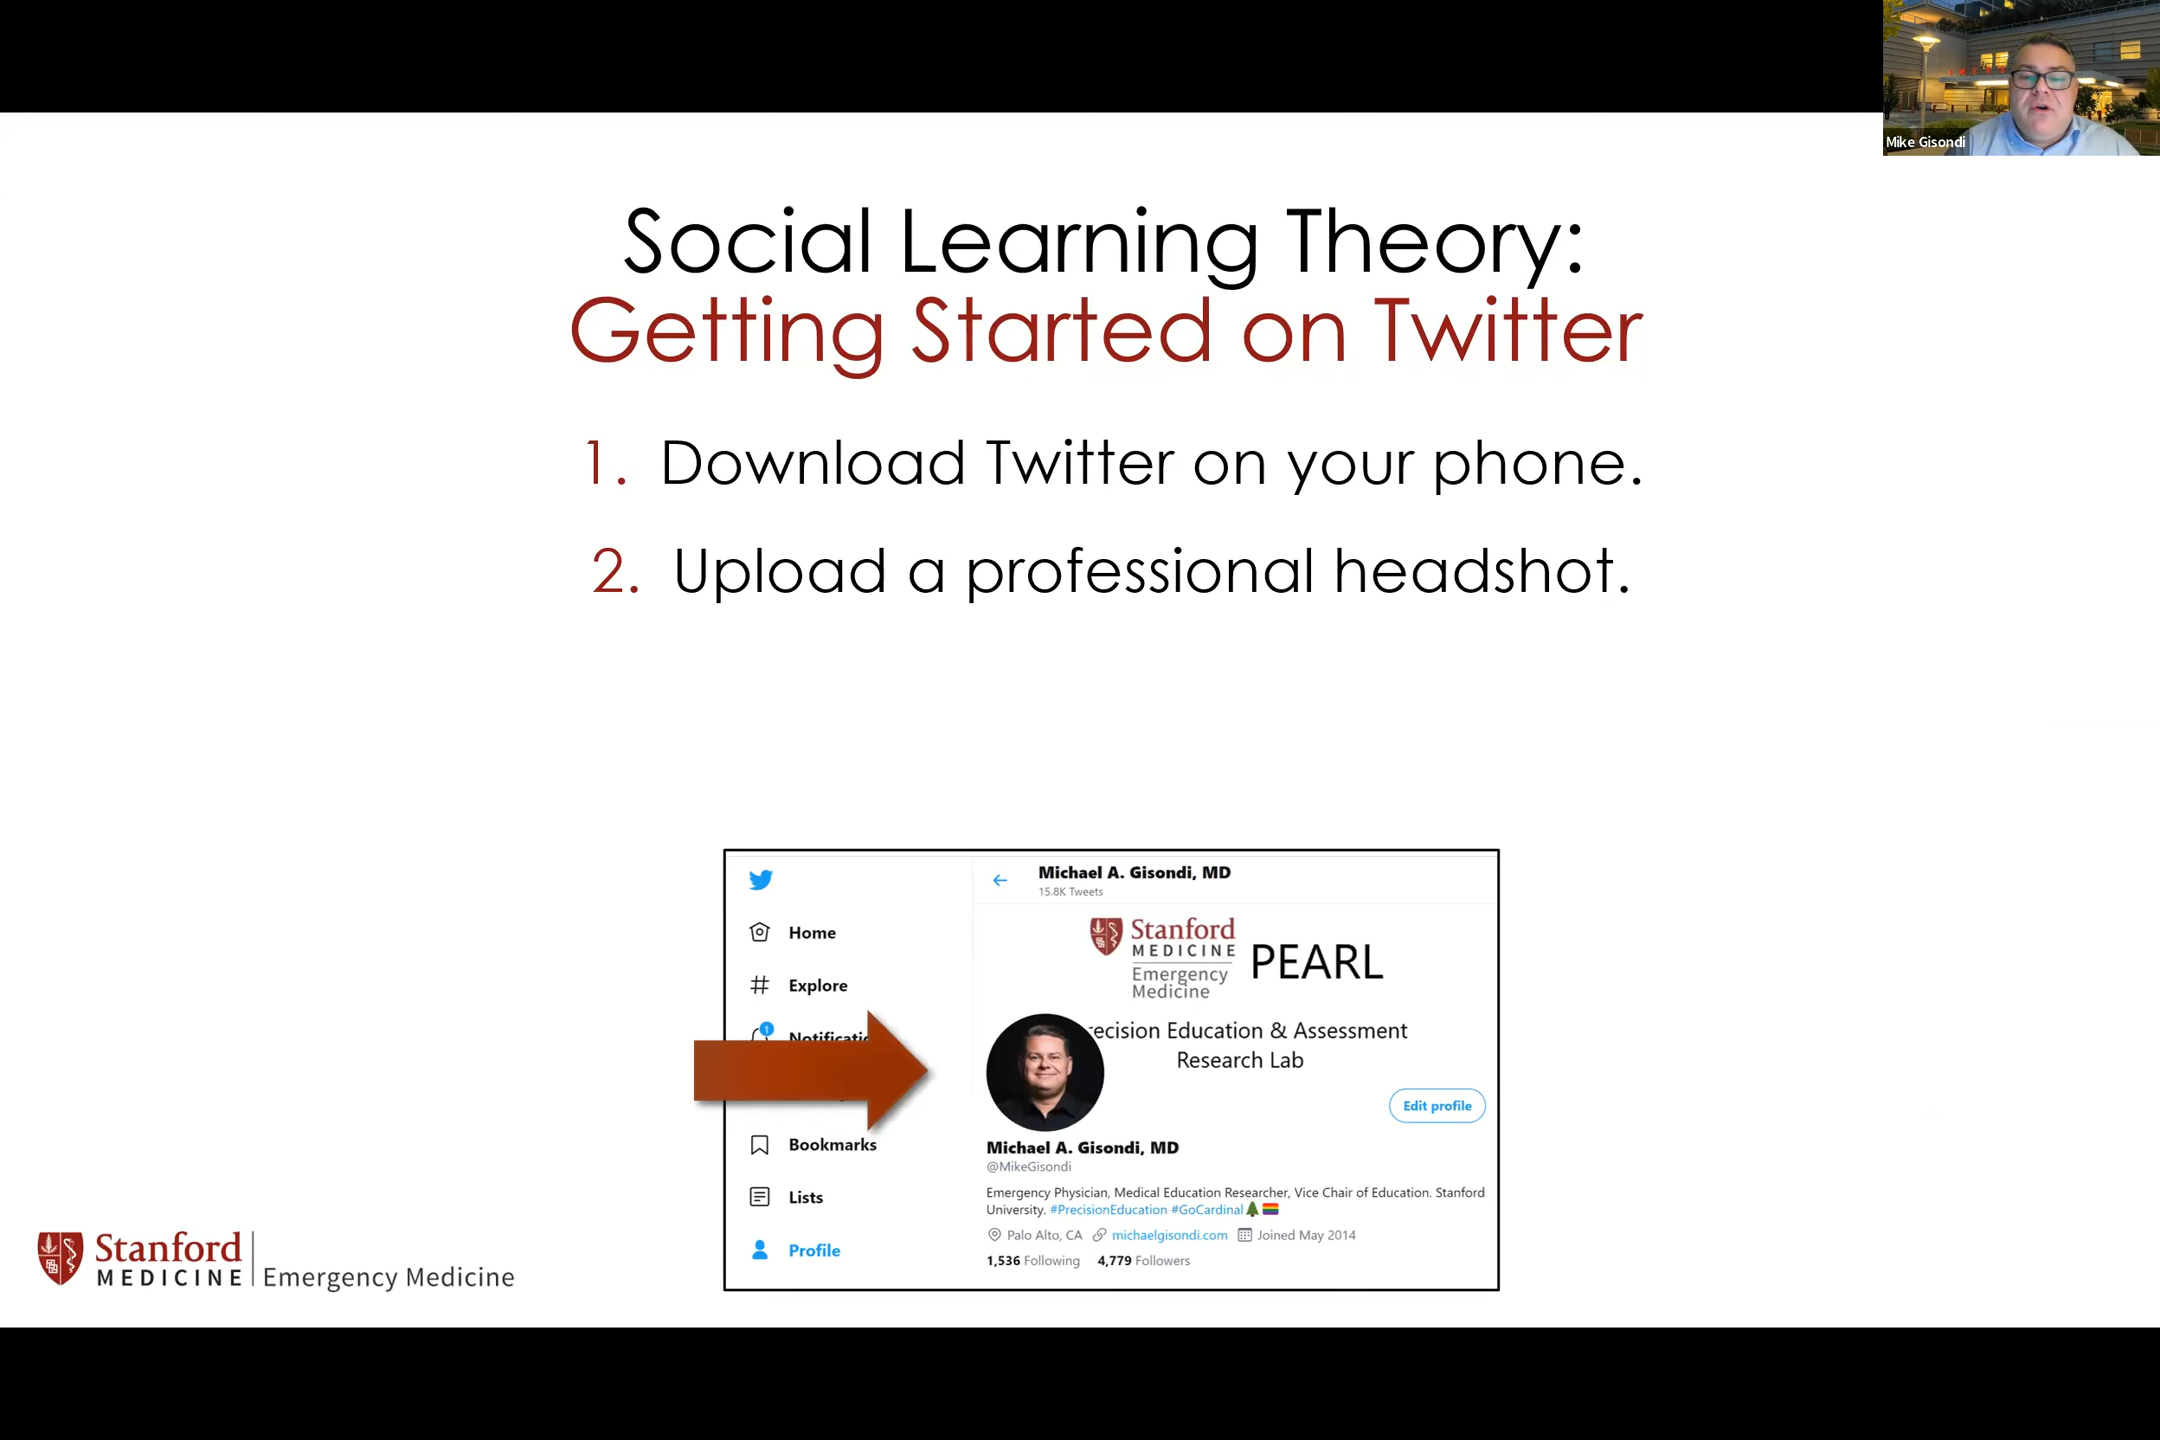 Mike Gisondi
Social Learning Theory:
Getting Started on Twitter
1. Download Twitter on your phone.
2. Upload a professional headshot.
Home
Explore
1
Bookmarks
Lists
Profile
Michael A. Gisondi, MD
15.8K Tweets
Stanford
MEDICINE
Emergency
Medicine
PEARL
ecision Education & Assessment
Research Lab
Edit profile
Michael A. Gisondi, MD
@MikeGisondi
Emergency Physician, Medical Education Researcher, Vice Chair of Education. Stanford
University. #PrecisionEducation #GoCardinal
Palo Alto, CA michaelgisondi.com Joined May 2014
1,536 Following 4,779 Followers
Stanford
MEDICINE
Emergency Medicine